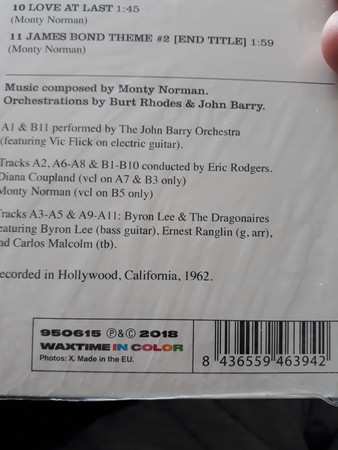 10 LOVE AT LAST 1:45
(Monty Norman)
11 JAMES BOND THEME #2 [END TITLE] 1:59
(Monty Norman)
Music composed by Monty Norman.
Orchestrations by Burt Rhodes & John Barry.
A1 & B11 performed by The John Barry Orchestra
(featuring Vic Flick on electric guitar).
Tracks A2, A6-A8 & B1-B10 conducted by Eric Rodgers.
Diana Coupland (vcl on A7 & B3 only)
Monty Norman (vcl on B5 only)
Tracks A3-A5 & A9-A11: Byron Lee & The Dragonaires
featuring Byron Lee (bass guitar), Ernest Ranglin (g, arr),
and Carlos Malcolm (tb).
Recorded in Hollywood, California, 1962.
950615 Ⓟ&© 2018
WAXTIME IN COLOR
Photos: X. Made in the EU.
8 436559 463942